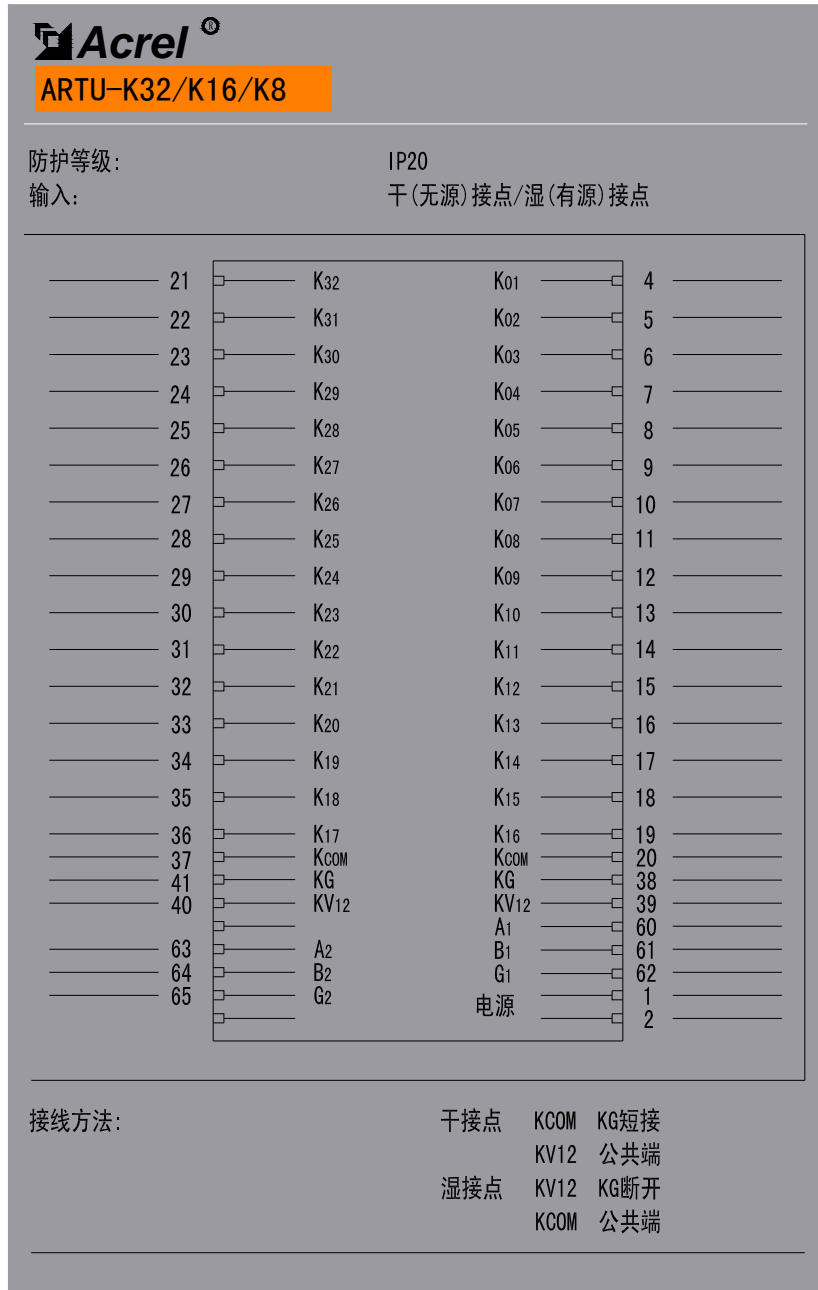 Acrel ®
ARTU-K32/K16/K8
防护等级: IP20
输入: 干(无源)接点/湿(有源)接点
21 K32 K01 4
22 K31 K02 5
23 K30 K03 6
24 K29 K04 7
25 K28 K05 8
26 K27 K06 9
27 K26 K07 10
28 K25 K08 11
29 K24 K09 12
30 K23 K10 13
31 K22 K11 14
32 K21 K12 15
33 K20 K13 16
34 K19 K14 17
35 K18 K15 18
36 K17 K16 19
37 KCOM KCOM 20
41 KG KG 38
40 KV12 KV12 39
A1 60
63 A2 B1 61
64 B2 G1 62
65 G2 电源 1
2
接线方法: 干接点 KCOM KG短接
KV12 公共端
湿接点 KV12 KG断开
KCOM 公共端